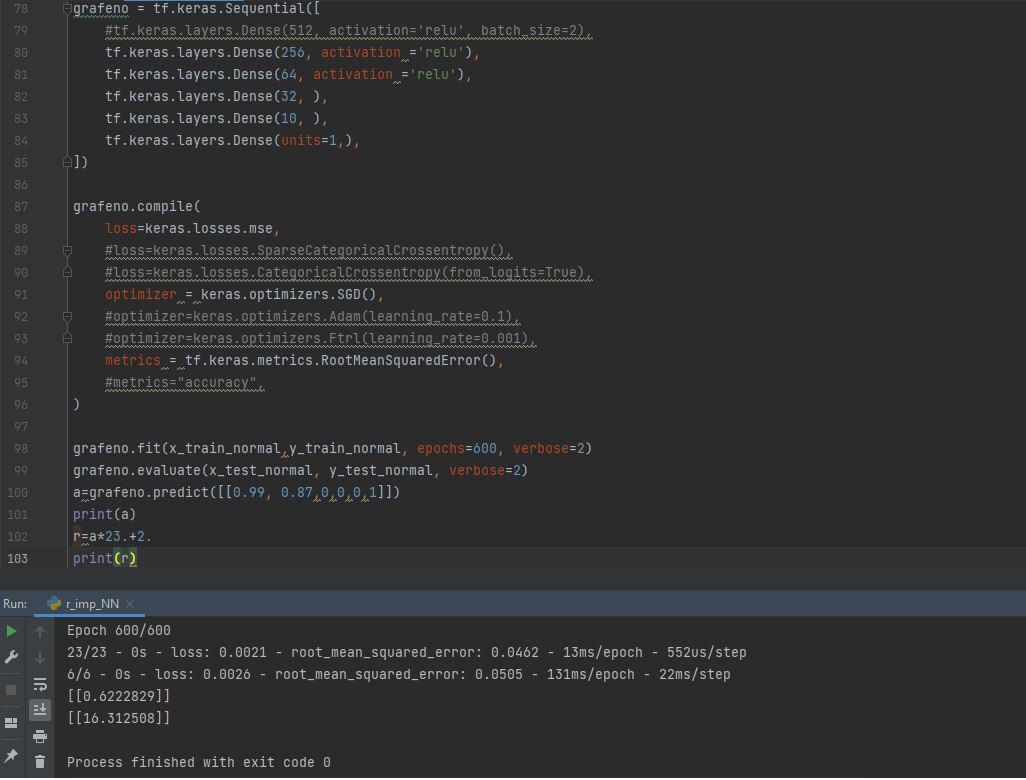 78 grafeno = tf.keras.Sequential([
79 #tf.keras.layers.Dense(512, activation='relu', batch_size=2),
80 tf.keras.layers.Dense(256, activation ='relu'),
81 tf.keras.layers.Dense(64, activation ='relu'),
82 tf.keras.layers.Dense(32, ),
83 tf.keras.layers.Dense(10, ),
84 tf.keras.layers.Dense(units=1,),
85 ])
86
87 grafeno.compile(
88 loss=keras.losses.mse,
89 #loss=keras.losses.SparseCategoricalCrossentropy(),
90 #loss=keras.losses.CategoricalCrossentropy(from_logits=True),
91 optimizer = keras.optimizers.SGD(),
92 #optimizer=keras.optimizers.Adam(learning_rate=0.1),
93 #optimizer=keras.optimizers.Ftrl(learning_rate=0.001),
94 metrics = tf.keras.metrics.RootMeanSquaredError(),
95 #metrics="accuracy",
96 )
97
98 grafeno.fit(x_train_normal,y_train_normal, epochs=600, verbose=2)
99 grafeno.evaluate(x_test_normal, y_test_normal, verbose=2)
100 a=grafeno.predict([[0.99, 0.87,0,0,0,1]])
101 print(a)
102 r=a*23.+2.
103 print(r)
Run: r_imp_NN
Epoch 600/600
23/23 - 0s - loss: 0.0021 - root_mean_squared_error: 0.0462 - 13ms/epoch - 552us/step
6/6 - 0s - loss: 0.0026 - root_mean_squared_error: 0.0505 - 131ms/epoch - 22ms/step
[[0.6222829]]
[[16.312508]]
Process finished with exit code 0